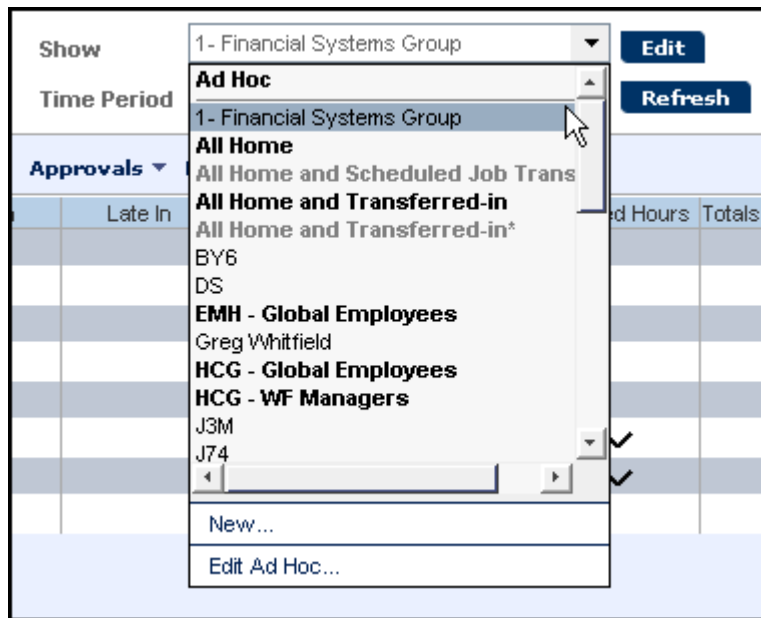 Show
1- Financial Systems Group
Edit
Time Period
Refresh
Ad Hoc
1- Financial Systems Group
All Home
All Home and Scheduled Job Trans
All Home and Transferred-in
All Home and Transferred-in*
BY6
DS
EMH - Global Employees
Greg Whitfield
HCG - Global Employees
HCG - WF Managers
J3M
J74
New...
Edit Ad Hoc...
Approvals
Late In
Hours
Totals